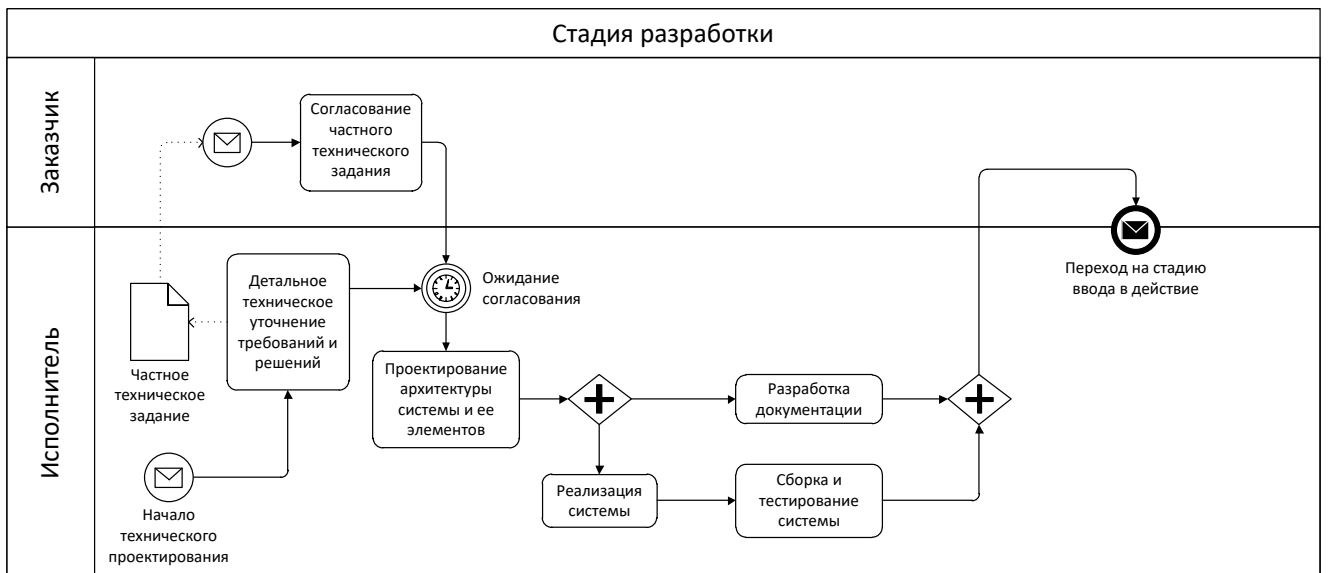 Стадия разработки
Заказчик
Согласование
частного
технического
задания
Исполнитель
Детальное
техническое
уточнение
требований и
решений
Ожидание
согласования
Переход на стадию
ввода в действие
Частное
техническое
задание
Проектирование
архитектуры
системы и ее
элементов
Разработка
документации
Начало
технического
проектирования
Реализация
системы
Сборка и
тестирование
системы